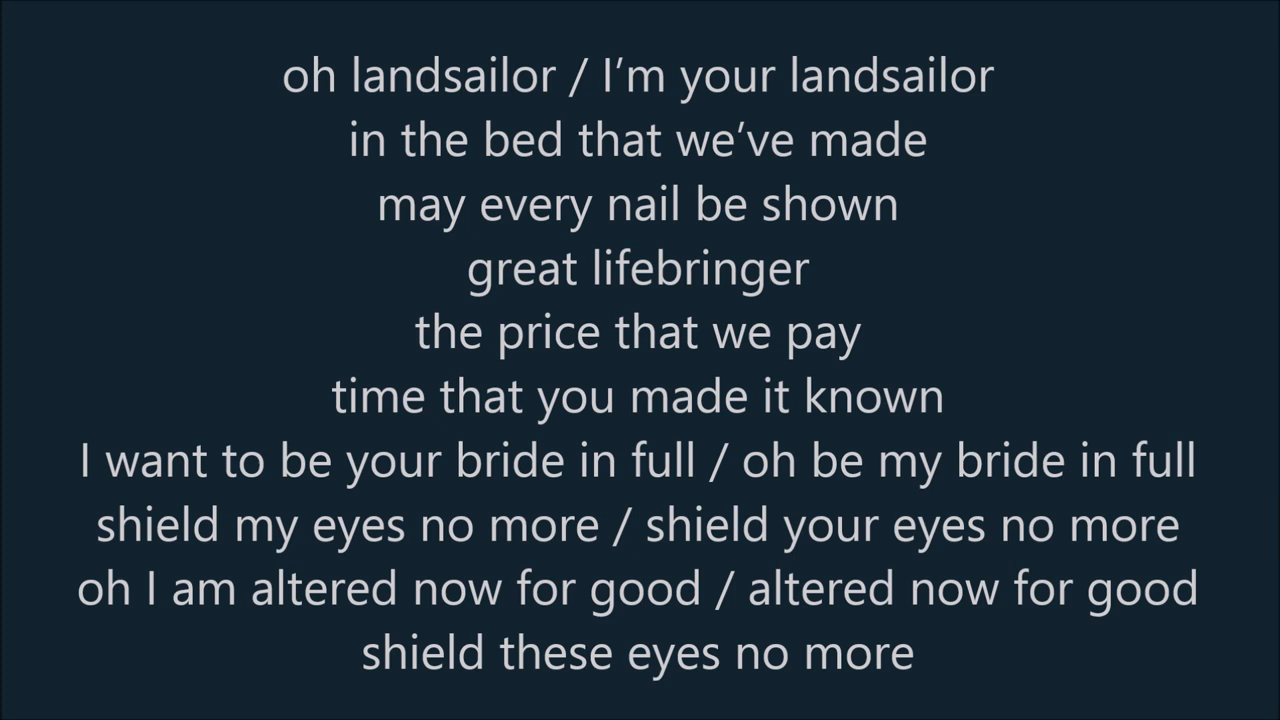 oh landsailor / I’m your landsailor
in the bed that we’ve made
may every nail be shown
great lifebringer
the price that we pay
time that you made it known
I want to be your bride in full / oh be my bride in full
shield my eyes no more / shield your eyes no more
oh I am altered now for good / altered now for good
shield these eyes no more